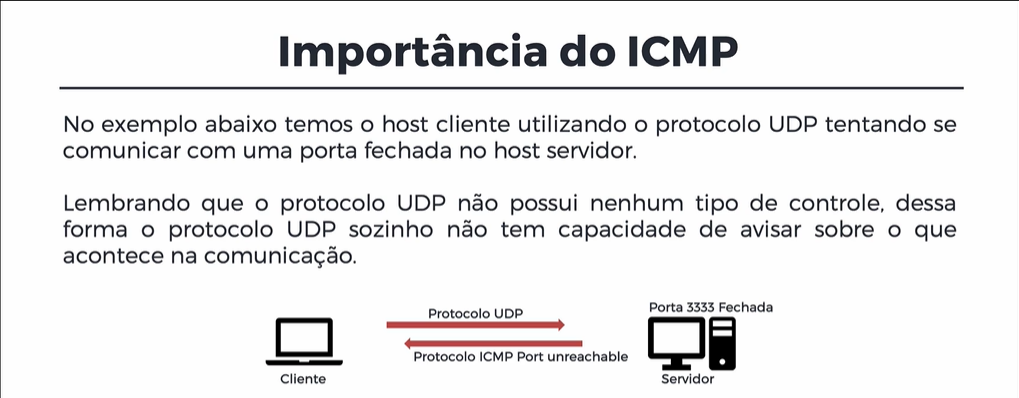 Importância do ICMP
No exemplo abaixo temos o host cliente utilizando o protocolo UDP tentando se
comunicar com uma porta fechada no host servidor.
Lembrando que o protocolo UDP não possui nenhum tipo de controle, dessa
forma o protocolo UDP sozinho não tem capacidade de avisar sobre o que
acontece na comunicação.
Porta 3333 Fechada
Protocolo UDP
Protocolo ICMP Port unreachable
Cliente
Servidor